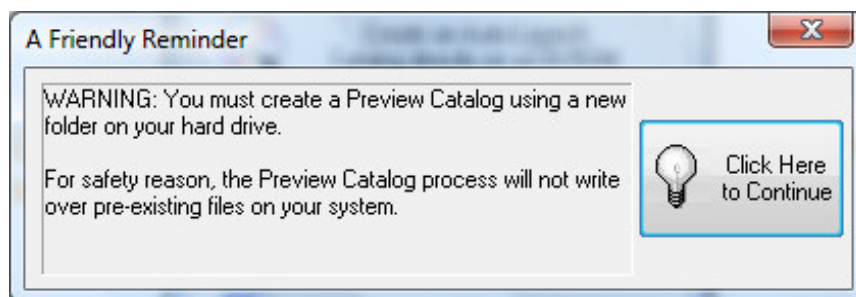 A Friendly Reminder
WARNING: You must create a Preview Catalog using a new
folder on your hard drive.
For safety reason, the Preview Catalog process will not write
over pre-existing files on your system.
Click Here
to Continue